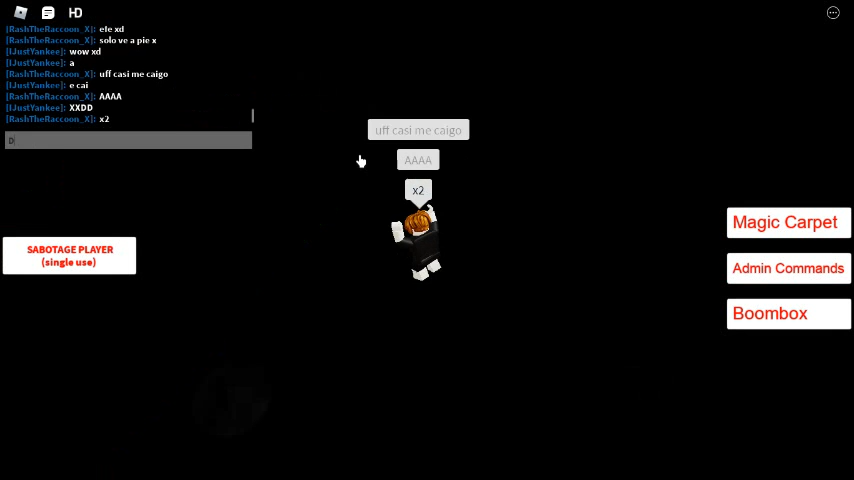 HD
[RashTheRaccoon_X]: ele xd
[RashTheRaccoon_X]: solo ve a pie x
[IJustYankee]: wow xd
[IJustYankee]: a
[RashTheRaccoon_X]: uff casi me caigo
[IJustYankee]: e cai
[RashTheRaccoon_X]: AAAA
[IJustYankee]: XXDD
[RashTheRaccoon_X]: x2
D
uff casi me caigo
AAAA
x2
SABOTAGE PLAYER
(single use)
Magic Carpet
Admin Commands
Boombox